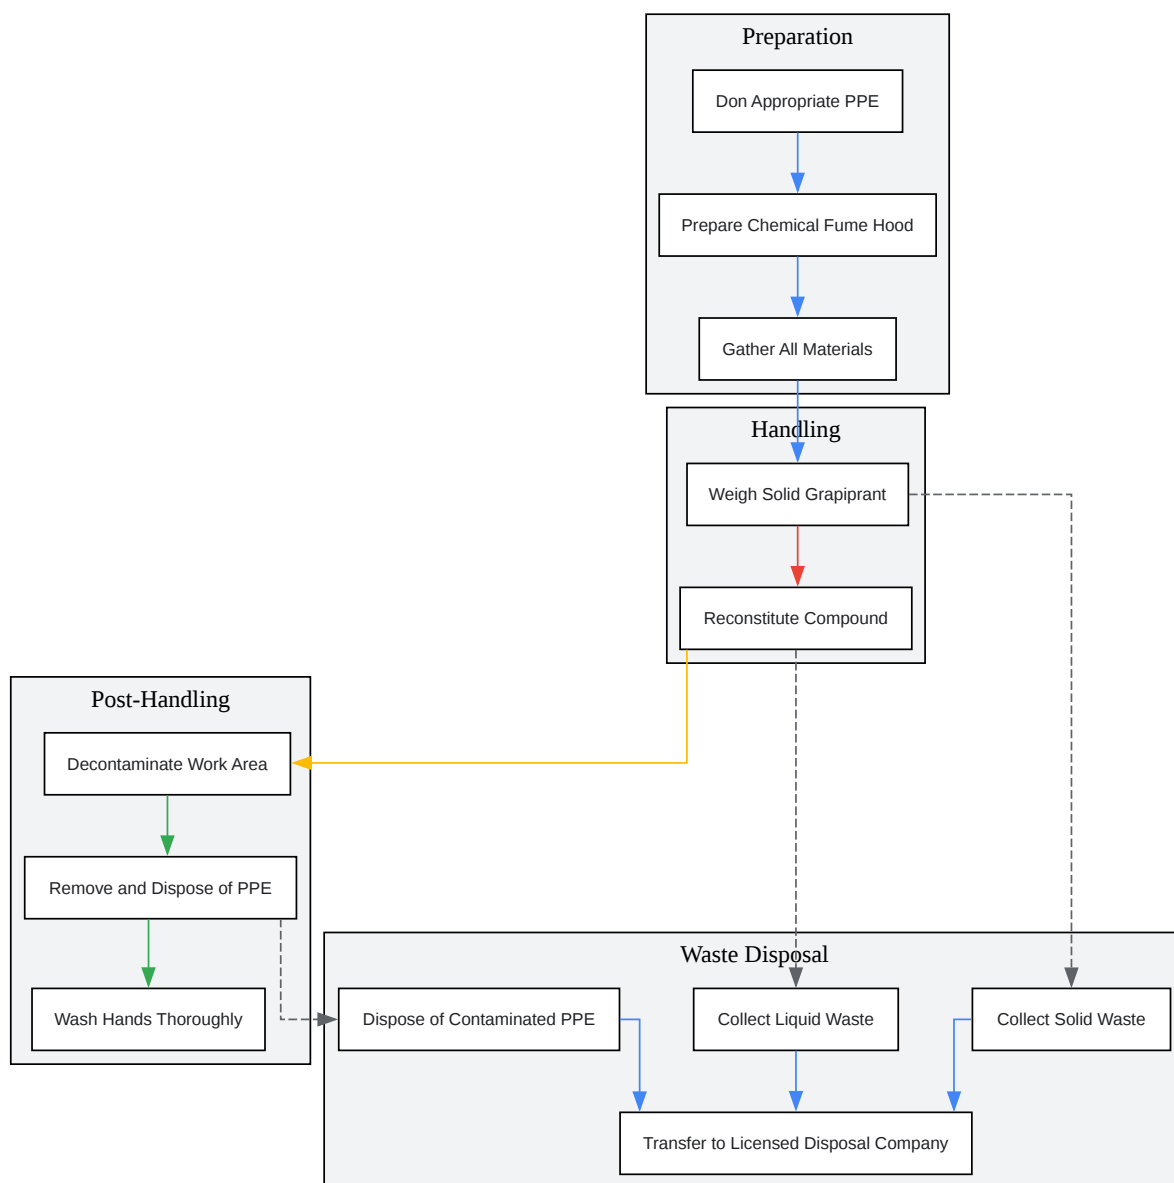 Preparation
Don Appropriate PPE
Prepare Chemical Fume Hood
Gather All Materials
Handling
Weigh Solid Grapiprant
Reconstitute Compound
Post-Handling
Decontaminate Work Area
Remove and Dispose of PPE
Wash Hands Thoroughly
Waste Disposal
Dispose of Contaminated PPE
Collect Liquid Waste
Collect Solid Waste
Transfer to Licensed Disposal Company